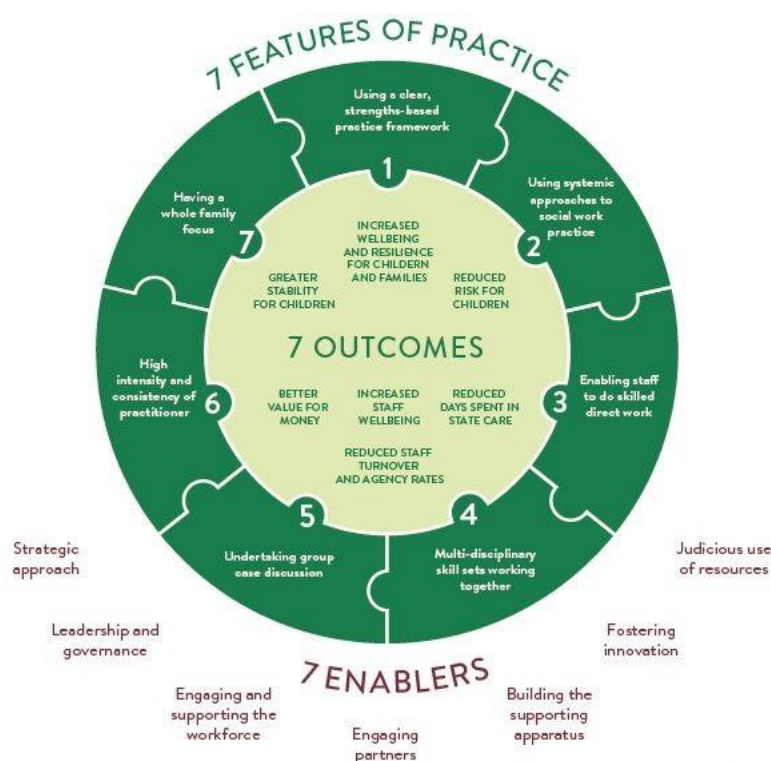 7 FEATURES OF PRACTICE
Using a clear,
strengths-based
practice framework
1
Using systemic
approaches to
social work
practice
2
Enabling staff
to do skilled
direct work
3
Multi-disciplinary
skill sets working
together
4
Undertaking group
case discussion
5
High
intensity and
consistency of
practitioner
6
Having a
whole family
focus
7
INCREASED
WELLBEING
AND RESILIENCE
FOR CHILDERN
AND FAMILIES
GREATER
STABILITY
FOR CHILDREN
REDUCED
RISK FOR
CHILDREN
7 OUTCOMES
BETTER
VALUE FOR
MONEY
INCREASED
STAFF
WELLBEING
REDUCED
DAYS SPENT IN
STATE CARE
REDUCED STAFF
TURNOVER
AND AGENCY RATES
7 ENABLERS
Strategic
approach
Leadership and
governance
Engaging and
supporting the
workforce
Engaging
partners
Building the
supporting
apparatus
Fostering
innovation
Judicious use
of resources